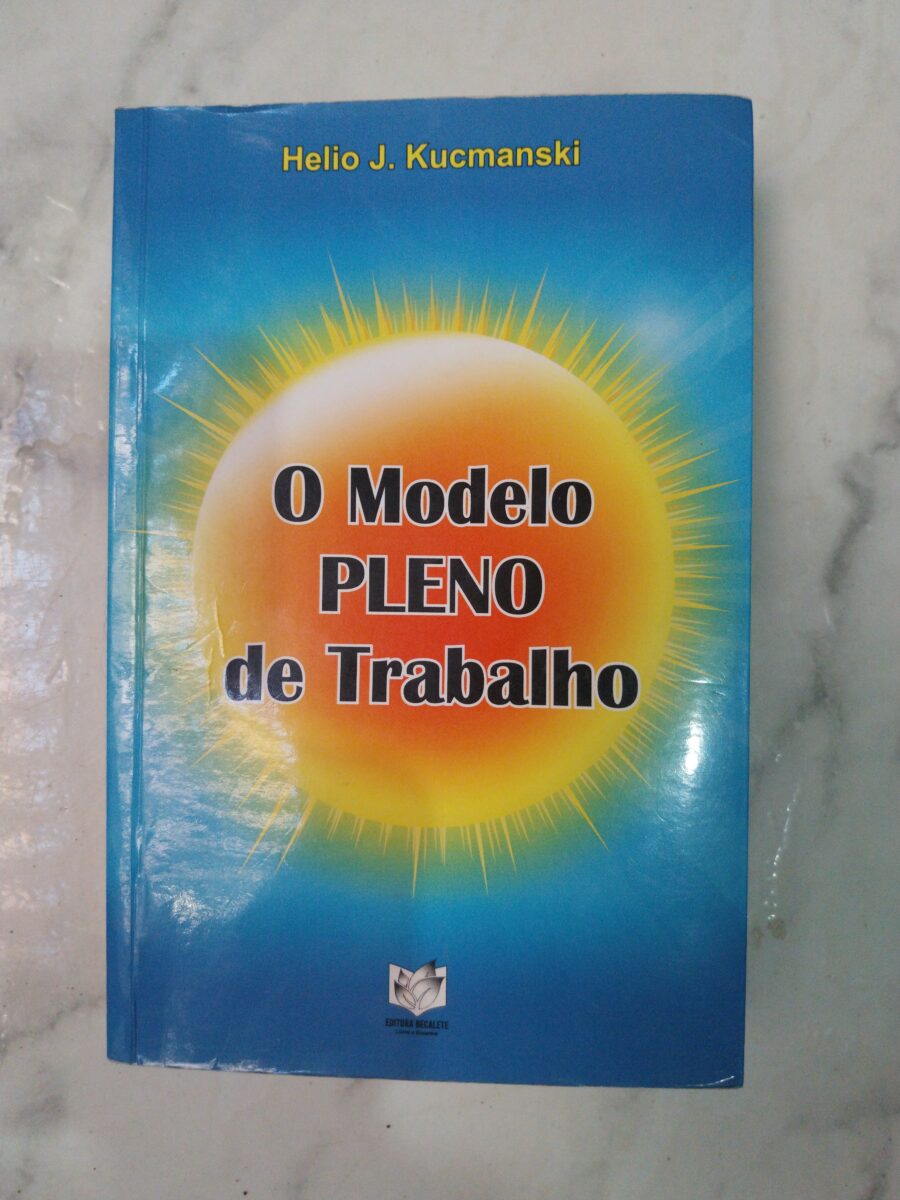 Helio J. Kucmanski
O Modelo
PLENO
de Trabalho
EDITORA BECALETE